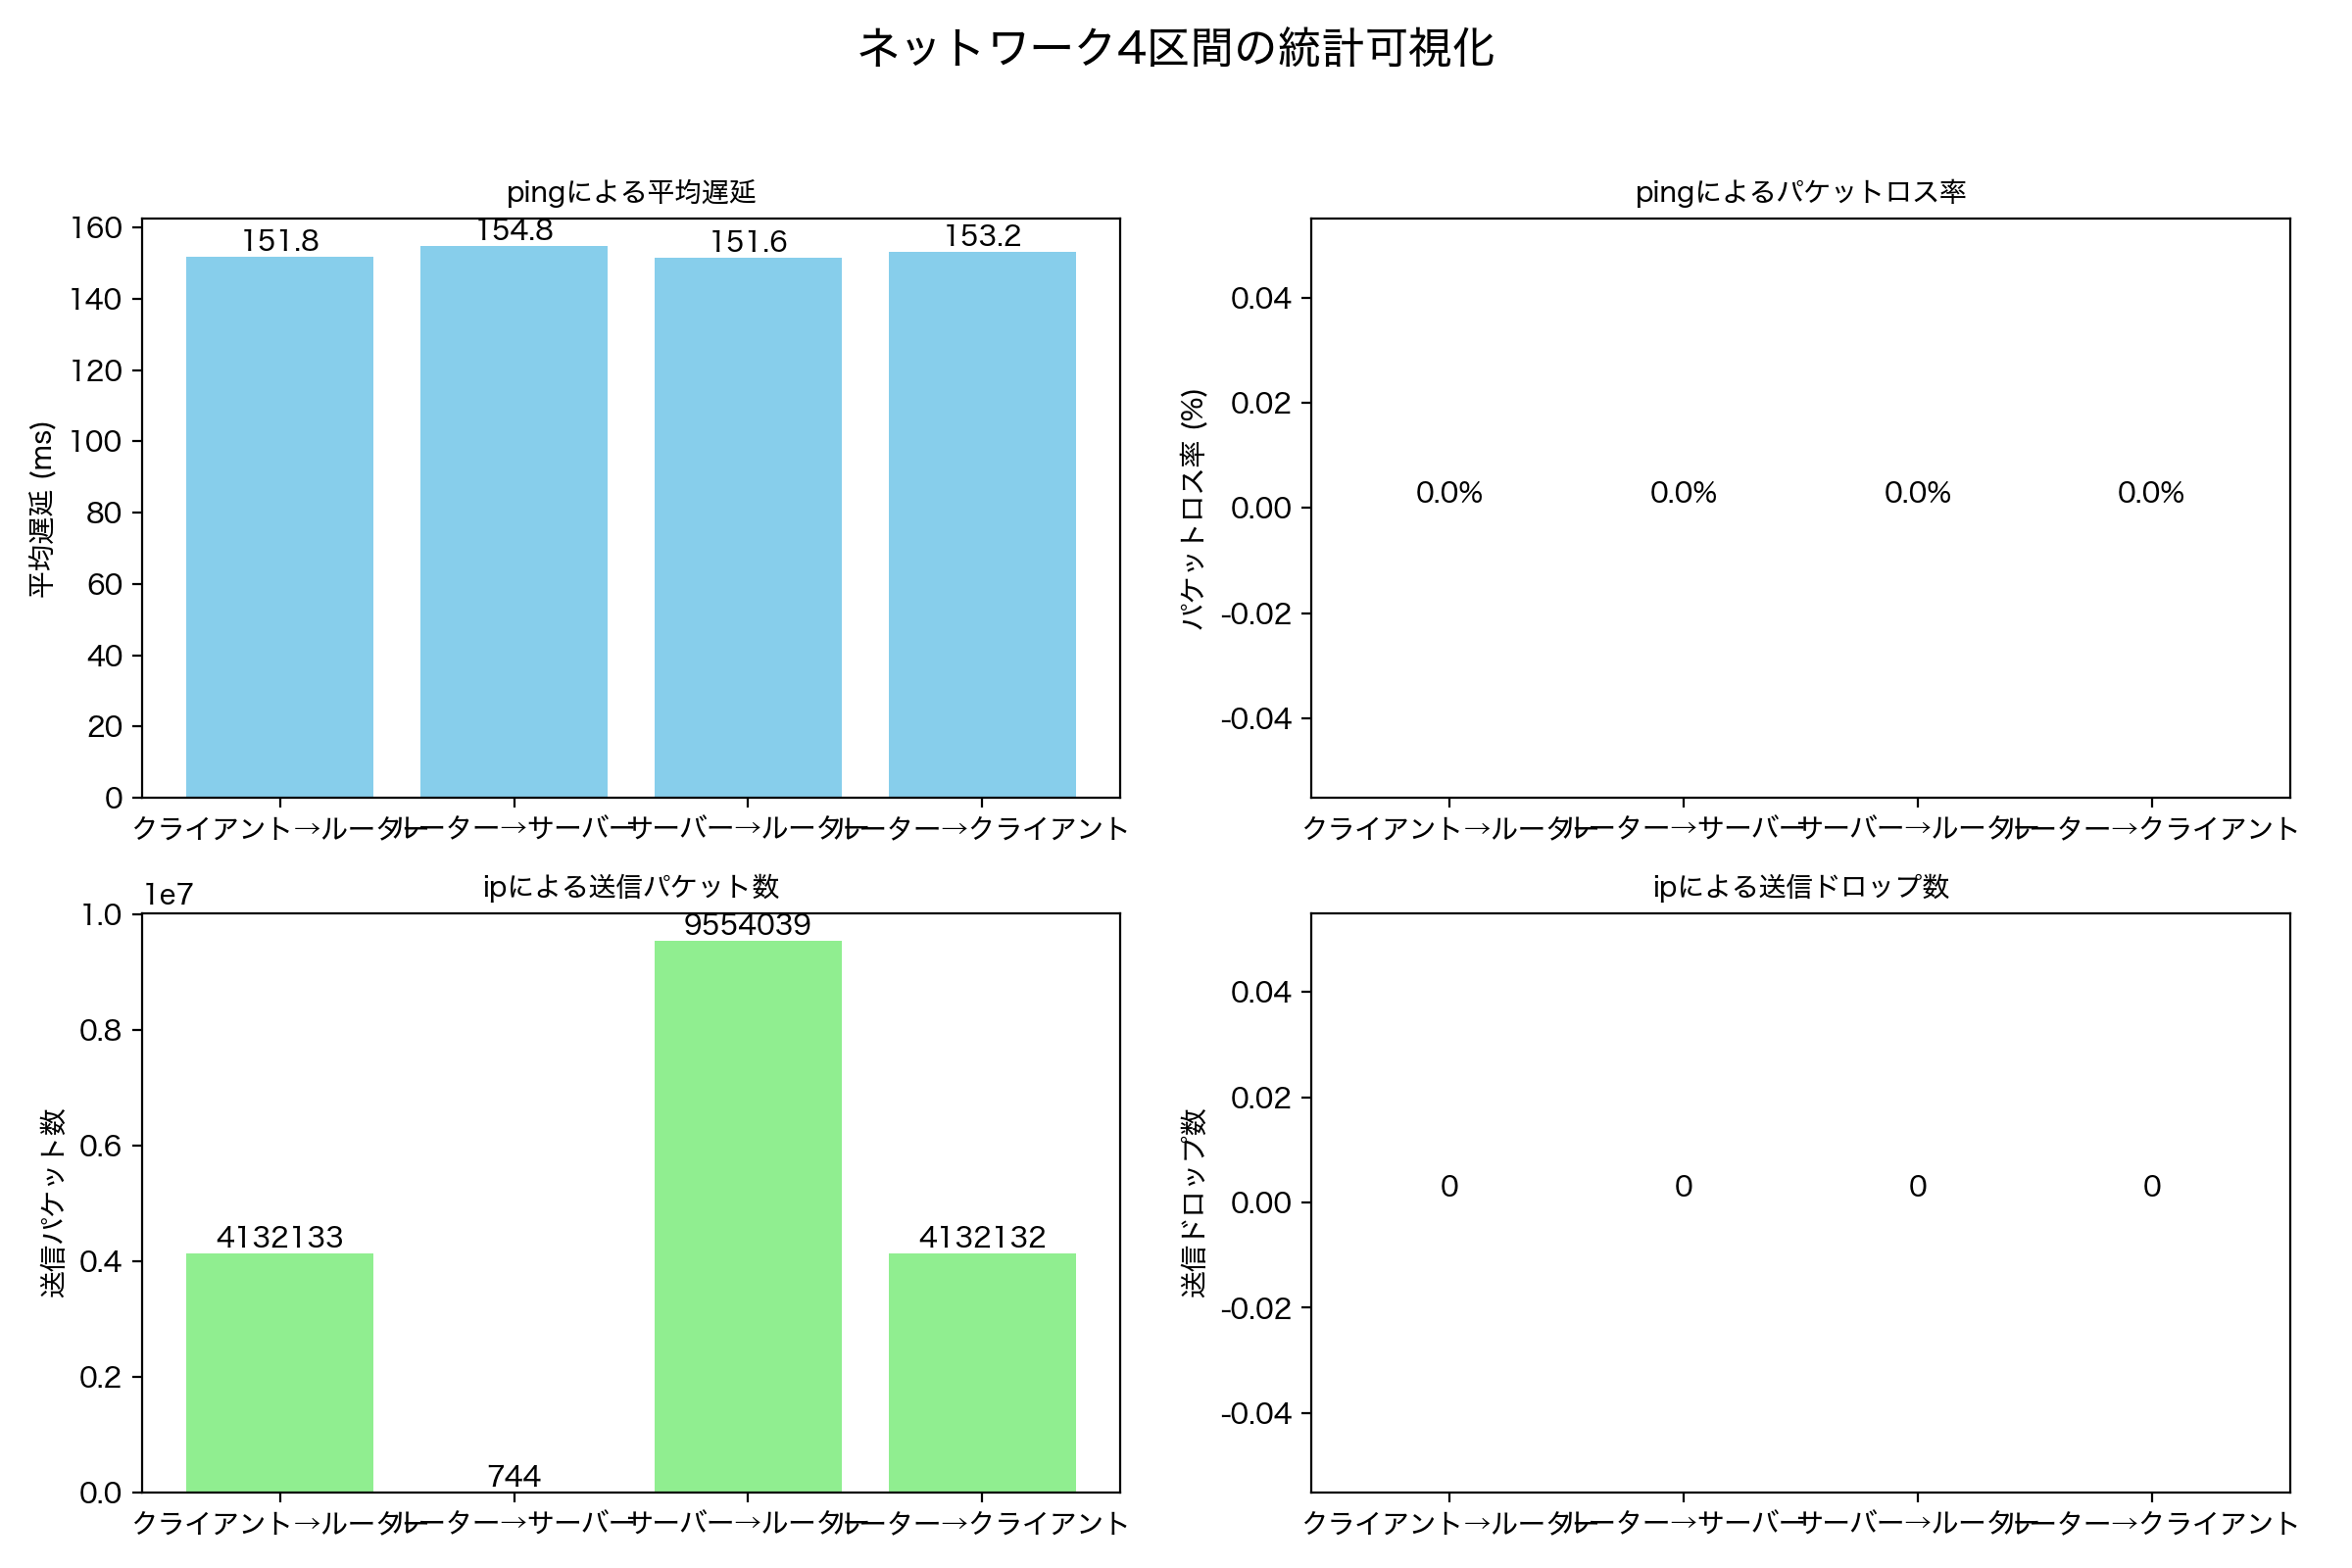 ネットワーク4区間の統計可視化
pingによる平均遅延
平均遅延 (ms)
160
140
120
100
80
60
40
20
0
151.8
154.8
151.6
153.2
クライアント→ルーター
ルーター→サーバー
サーバー→ルーター
ルーター→クライアント
pingによるパケットロス率
パケットロス率 (%)
0.04
0.02
0.00
-0.02
-0.04
0.0%
0.0%
0.0%
0.0%
クライアント→ルーター
ルーター→サーバー
サーバー→ルーター
ルーター→クライアント
ipによる送信パケット数
1e7
送信パケット数
1.0
0.8
0.6
0.4
0.2
0.0
4132133
744
9554039
4132132
クライアント→ルーター
ルーター→サーバー
サーバー→ルーター
ルーター→クライアント
ipによる送信ドロップ数
送信ドロップ数
0.04
0.02
0.00
-0.02
-0.04
0
0
0
0
クライアント→ルーター
ルーター→サーバー
サーバー→ルーター
ルーター→クライアント